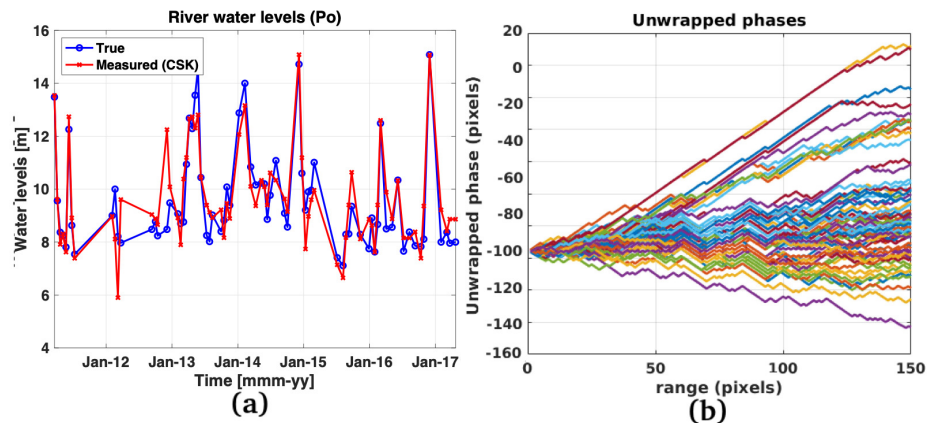 River water levels (Po)
16
14
12
10
8
6
4
True
Measured (CSK)
Water levels [m]
Jan-12
Jan-13
Jan-14
Jan-15
Jan-16
Jan-17
Time [mmm-yy]
(a)
Unwrapped phases
20
0
-20
-40
-60
-80
-100
-120
-140
-160
Unwrapped phase (pixels)
0
50
100
150
range (pixels)
(b)